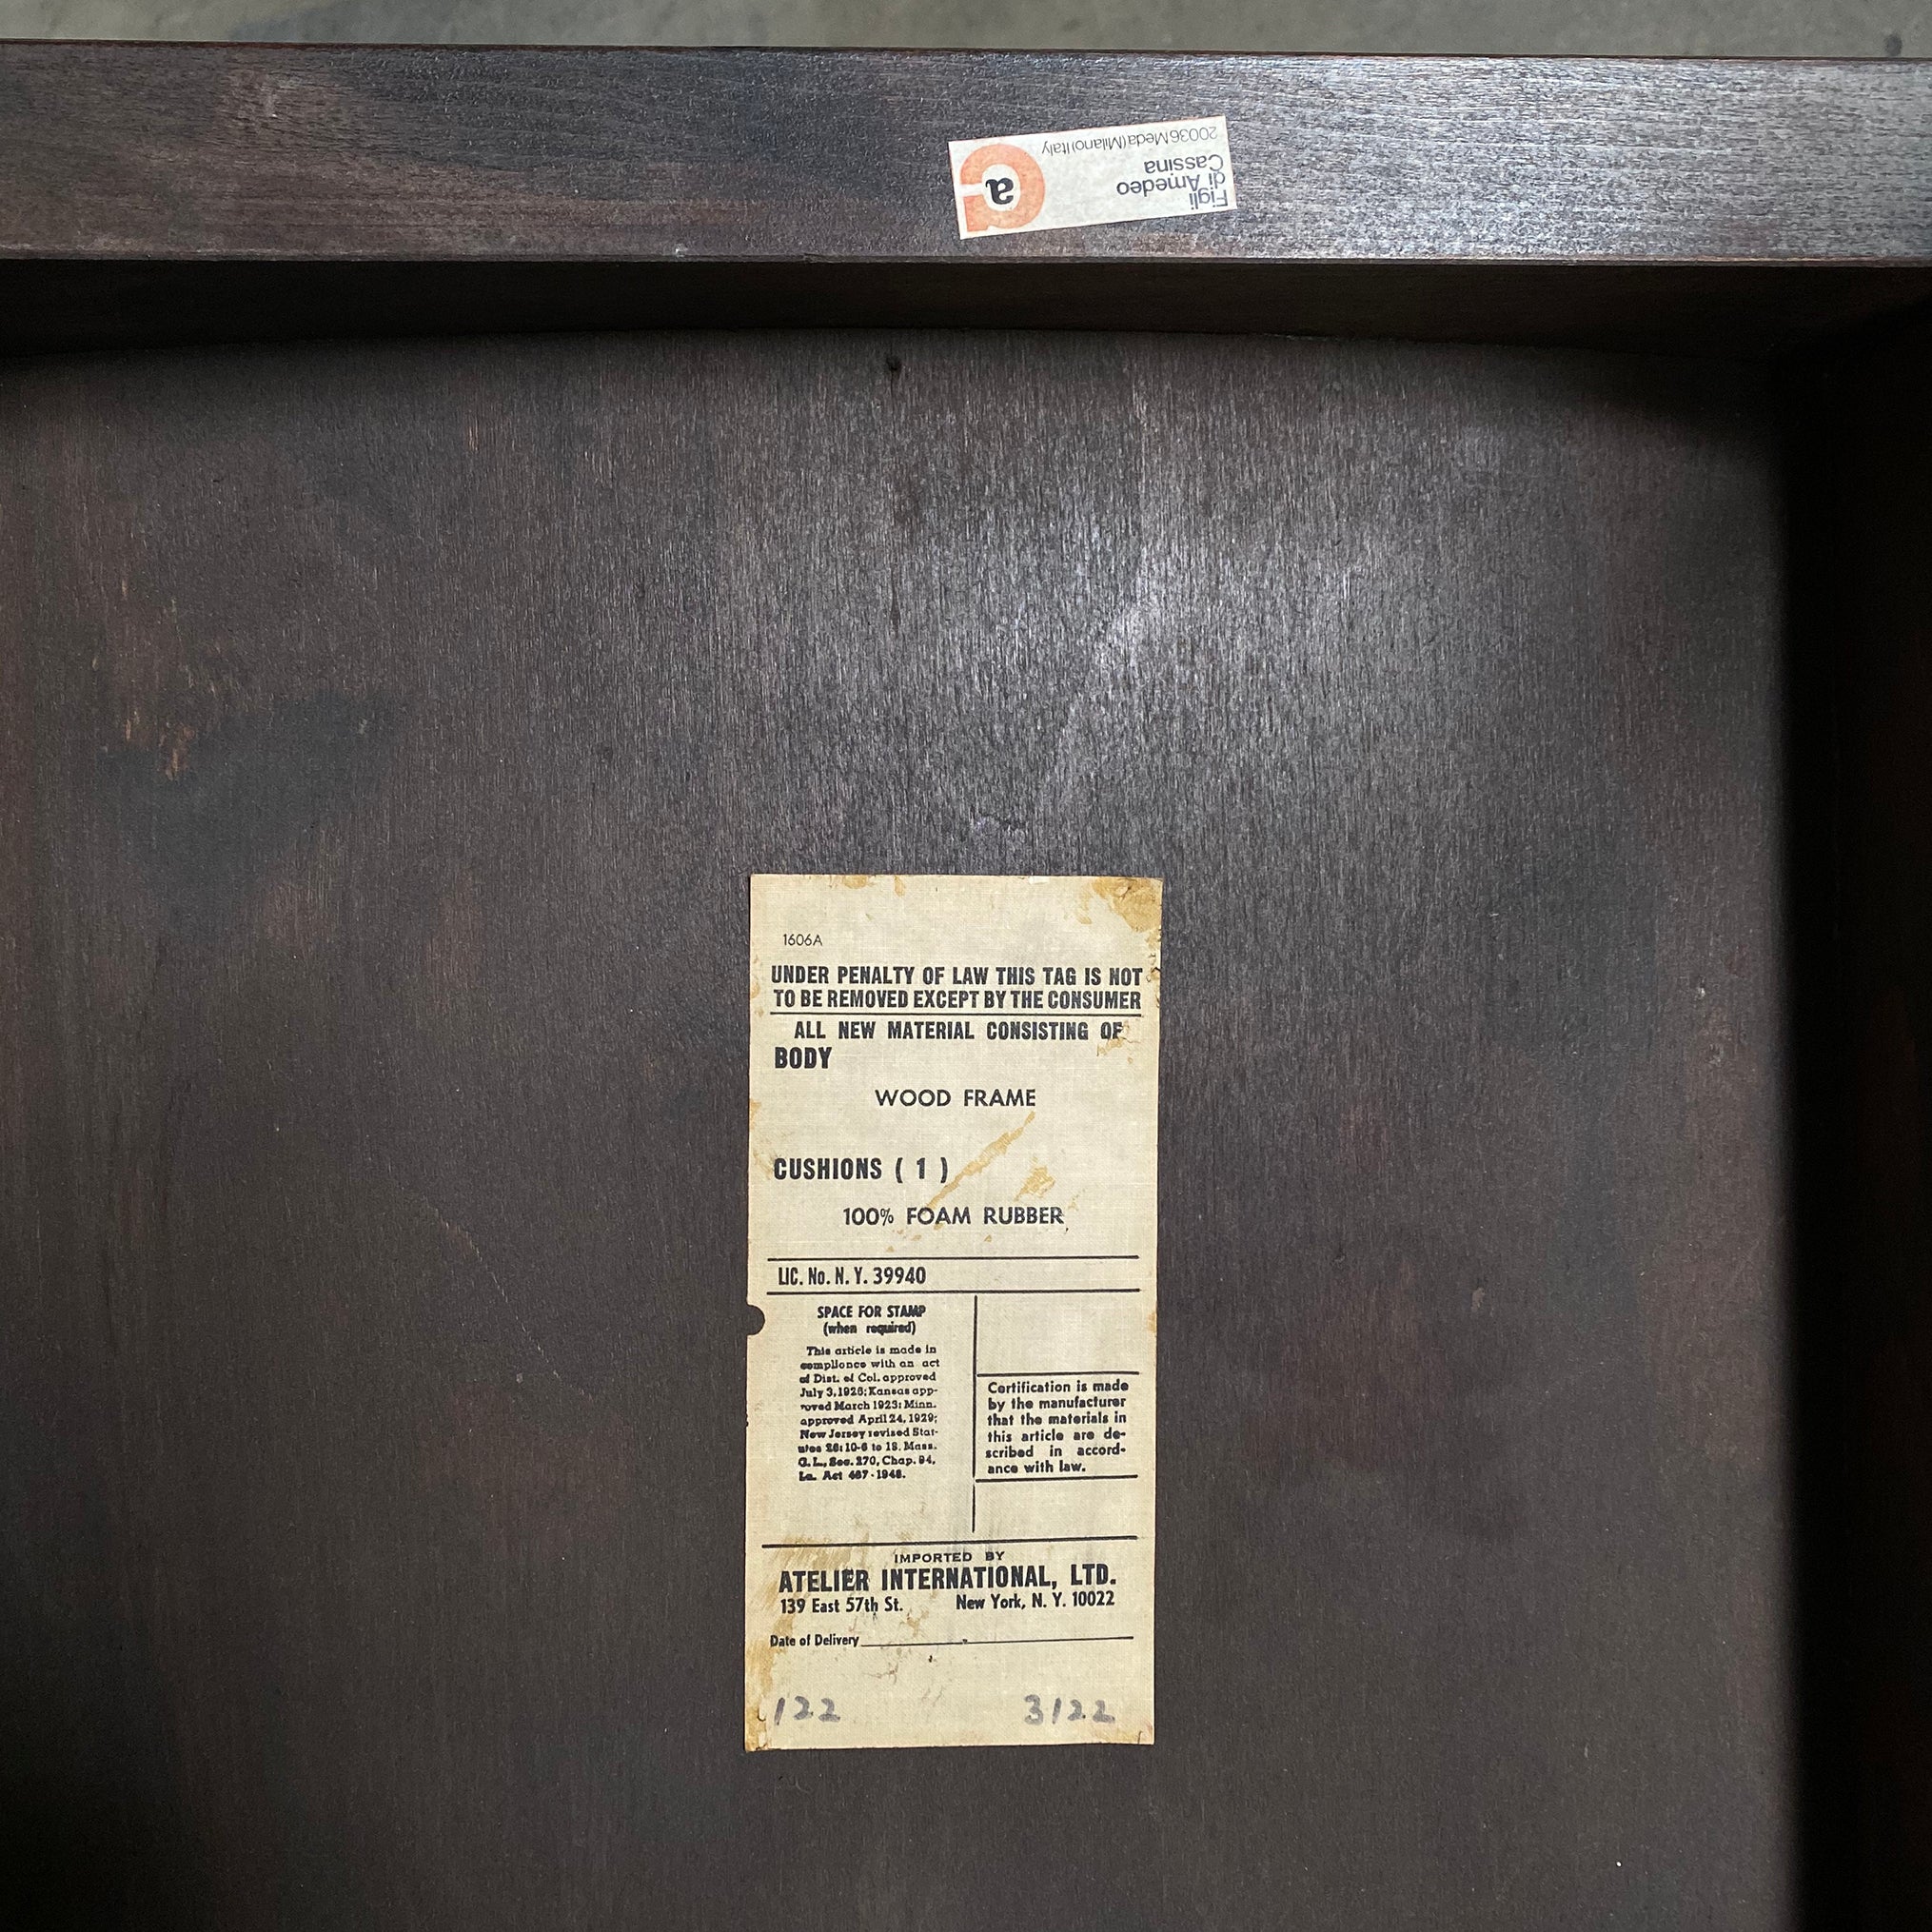 Figli
di Amedeo
Cassina
20036 Meda (Milano) Italy
a
1606A
UNDER PENALTY OF LAW THIS TAG IS NOT
TO BE REMOVED EXCEPT BY THE CONSUMER
ALL NEW MATERIAL CONSISTING OF
BODY
WOOD FRAME
CUSHIONS ( 1 )
100% FOAM RUBBER
LIC. No. N. Y. 39940
SPACE FOR STAMP
(when required)
This article is made in
compliance with an act
of Dist. of Col. approved
July 3, 1926; Kansas app-
roved March 1923; Minn.
approved April 24, 1929;
New Jersey revised Stat-
utes 26: 10-6 to 18. Mass.
G. L., Sec. 270, Chap. 94,
La. Act 467 - 1948.
Certification is made
by the manufacturer
that the materials in
this article are de-
scribed in accord-
ance with law.
IMPORTED BY
ATELIER INTERNATIONAL, LTD.
139 East 57th St. New York, N. Y. 10022
Date of Delivery
122 3122